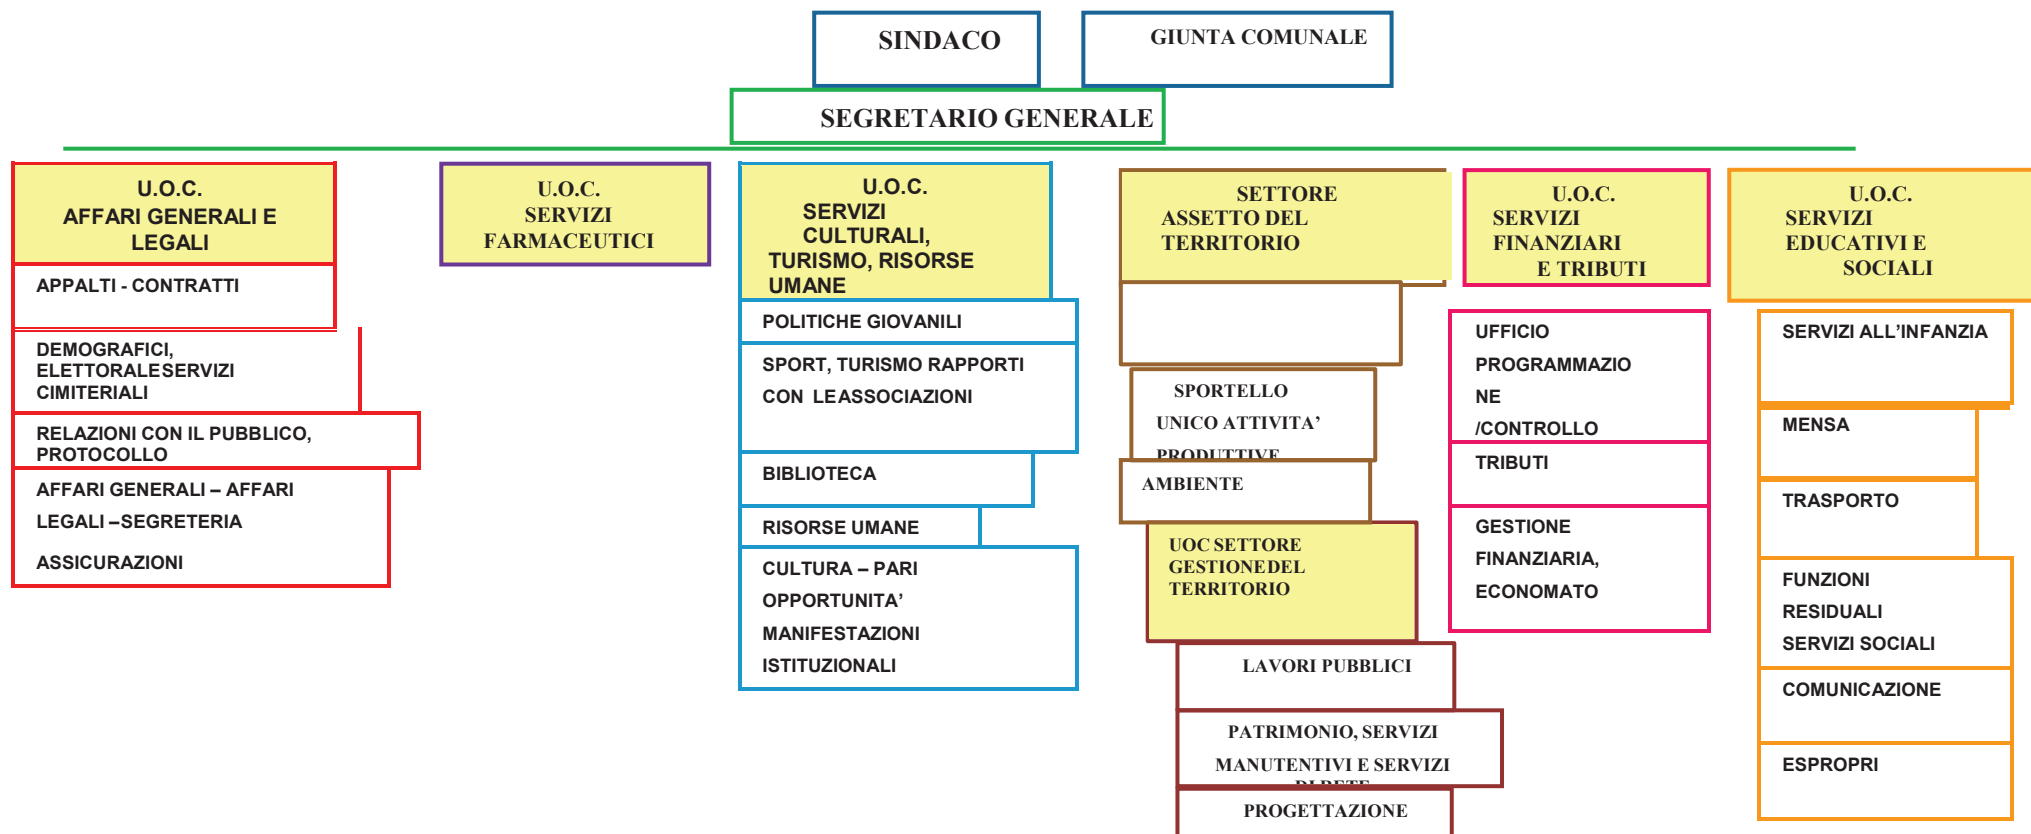 SINDACO
GIUNTA COMUNALE
SEGRETARIO GENERALE
U.O.C.
AFFARI GENERALI E
LEGALI
APPALTI - CONTRATTI
DEMOGRAFICI,
ELETTORALESERVIZI
CIMITERIALI
RELAZIONI CON IL PUBBLICO,
PROTOCOLLO
AFFARI GENERALI – AFFARI
LEGALI –SEGRETERIA
ASSICURAZIONI
U.O.C.
SERVIZI
FARMACEUTICI
U.O.C.
SERVIZI
CULTURALI,
TURISMO, RISORSE
UMANE
POLITICHE GIOVANILI
SPORT, TURISMO RAPPORTI
CON LEASSOCIAZIONI
BIBLIOTECA
RISORSE UMANE
CULTURA – PARI
OPPORTUNITA’
MANIFESTAZIONI
ISTITUZIONALI
SETTORE
ASSETTO DEL
TERRITORIO
SPORTELLO
UNICO ATTIVITA’
PRODUTTIVE
AMBIENTE
UOC SETTORE
GESTIONEDEL
TERRITORIO
LAVORI PUBBLICI
PATRIMONIO, SERVIZI
MANUTENTIVI E SERVIZI
DI RETE
PROGETTAZIONE
U.O.C.
SERVIZI
FINANZIARI
E TRIBUTI
UFFICIO
PROGRAMMAZIO
NE
/CONTROLLO
TRIBUTI
GESTIONE
FINANZIARIA,
ECONOMATO
U.O.C.
SERVIZI
EDUCATIVI E
SOCIALI
SERVIZI ALL’INFANZIA
MENSA
TRASPORTO
FUNZIONI
RESIDUALI
SERVIZI SOCIALI
COMUNICAZIONE
ESPROPRI